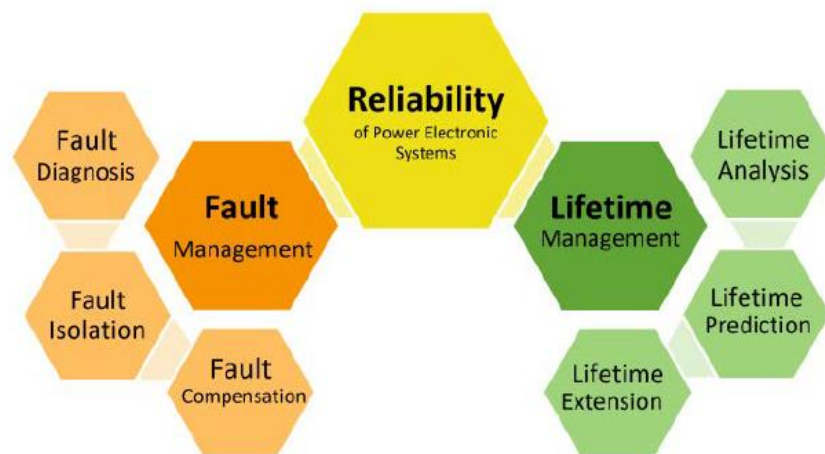 Reliability
of Power Electronic
Systems
Fault
Management
Fault
Diagnosis
Fault
Isolation
Fault
Compensation
Lifetime
Management
Lifetime
Analysis
Lifetime
Prediction
Lifetime
Extension